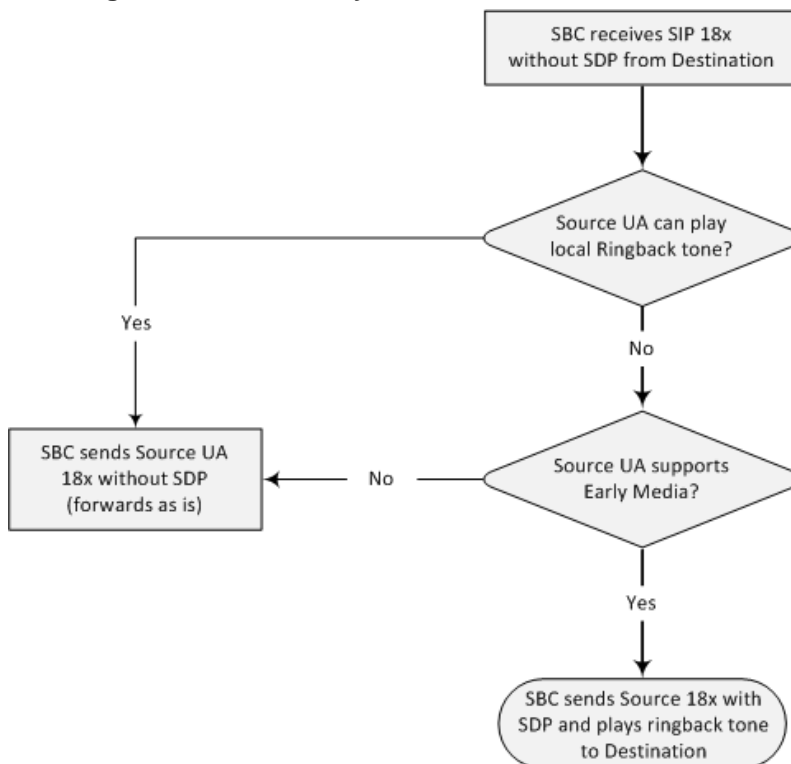 SBC receives SIP 18x
without SDP from Destination
Source UA can play
local Ringback tone?
Yes
No
SBC sends Source UA
18x without SDP
(forwards as is)
No
Source UA supports
Early Media?
Yes
SBC sends Source 18x with
SDP and plays ringback tone
to Destination